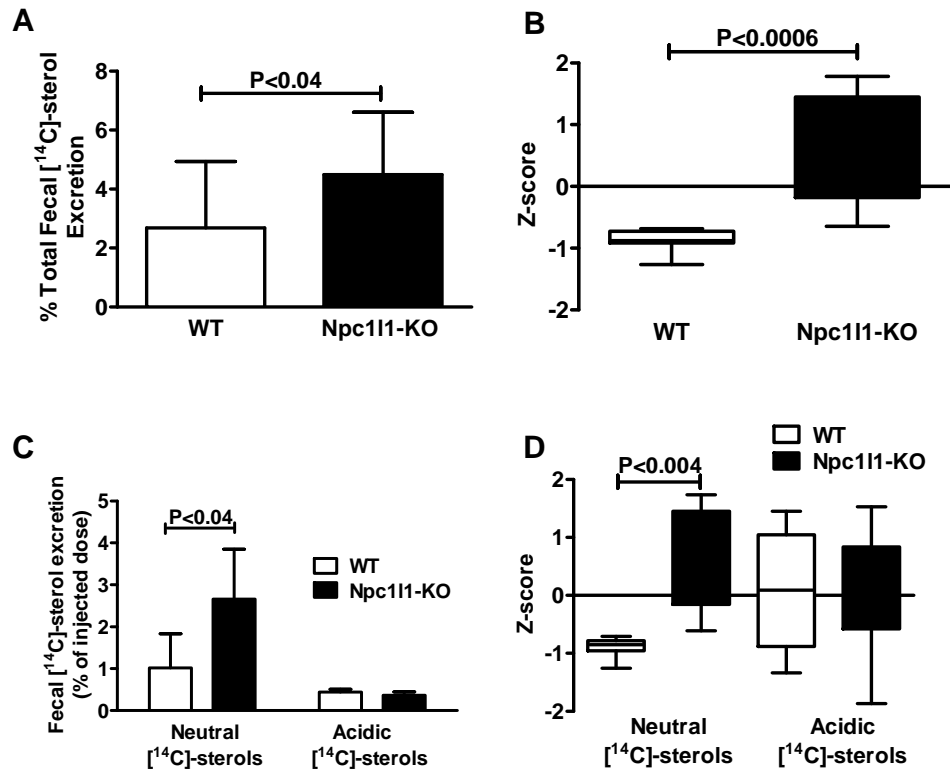 A
% Total Fecal [¹⁴C]-sterol
Excretion
8
6
4
2
0
P<0.04
WT
Npc1l1-KO
B
Z-score
2
1
0
-1
-2
P<0.0006
WT
Npc1l1-KO
C
Fecal [¹⁴C]-sterol excretion
(% of injected dose)
5
4
3
2
1
0
P<0.04
WT
Npc1l1-KO
Neutral
[¹⁴C]-sterols
Acidic
[¹⁴C]-sterols
D
WT
Npc1l1-KO
Z-score
2
1
0
-1
-2
P<0.004
Neutral
[¹⁴C]-sterols
Acidic
[¹⁴C]-sterols